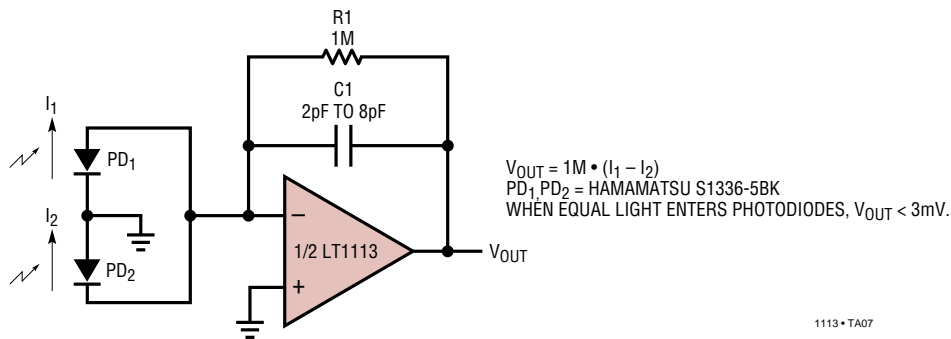 R1
1M
C1
2pF TO 8pF
I1
PD1
I2
PD2
–
+
1/2 LT1113
VOUT
VOUT = 1M • (I1 – I2)
PD1,PD2 = HAMAMATSU S1336-5BK
WHEN EQUAL LIGHT ENTERS PHOTODIODES, VOUT < 3mV.
1113 • TA07